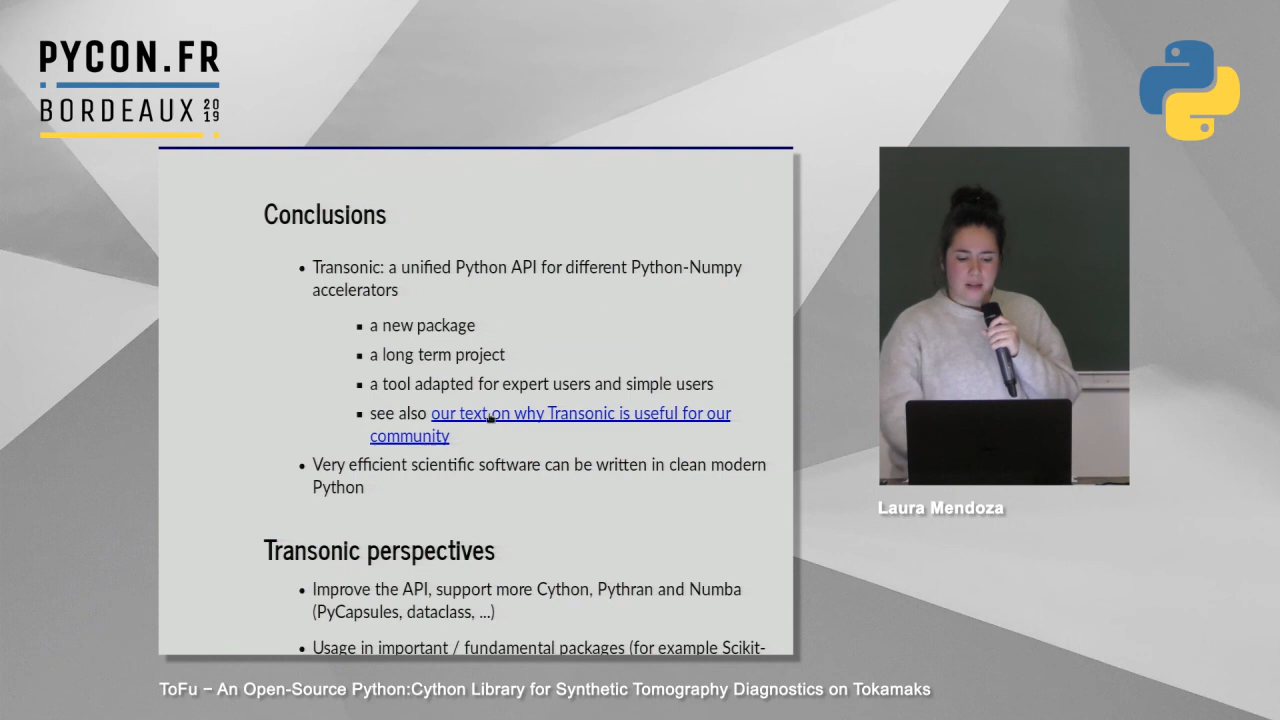 PYCON.FR
BORDEAUX 2019
Conclusions
• Transonic: a unified Python API for different Python-Numpy
accelerators
▪ a new package
▪ a long term project
▪ a tool adapted for expert users and simple users
▪ see also our text on why Transonic is useful for our
community
• Very efficient scientific software can be written in clean modern
Python
Transonic perspectives
• Improve the API, support more Cython, Pythran and Numba
(PyCapsules, dataclass, ...)
• Usage in important / fundamental packages (for example Scikit-
Laura Mendoza
ToFu – An Open-Source Python:Cython Library for Synthetic Tomography Diagnostics on Tokamaks